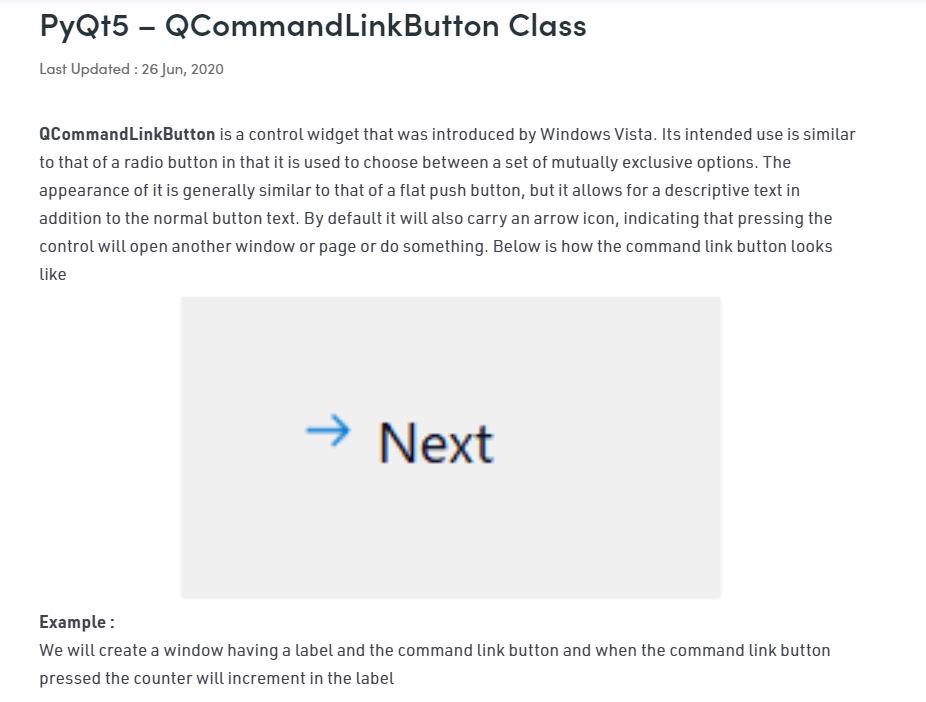 PyQt5 – QCommandLinkButton Class
Last Updated : 26 Jun, 2020
QCommandLinkButton is a control widget that was introduced by Windows Vista. Its intended use is similar
to that of a radio button in that it is used to choose between a set of mutually exclusive options. The
appearance of it is generally similar to that of a flat push button, but it allows for a descriptive text in
addition to the normal button text. By default it will also carry an arrow icon, indicating that pressing the
control will open another window or page or do something. Below is how the command link button looks
like
Next
Example :
We will create a window having a label and the command link button and when the command link button
pressed the counter will increment in the label